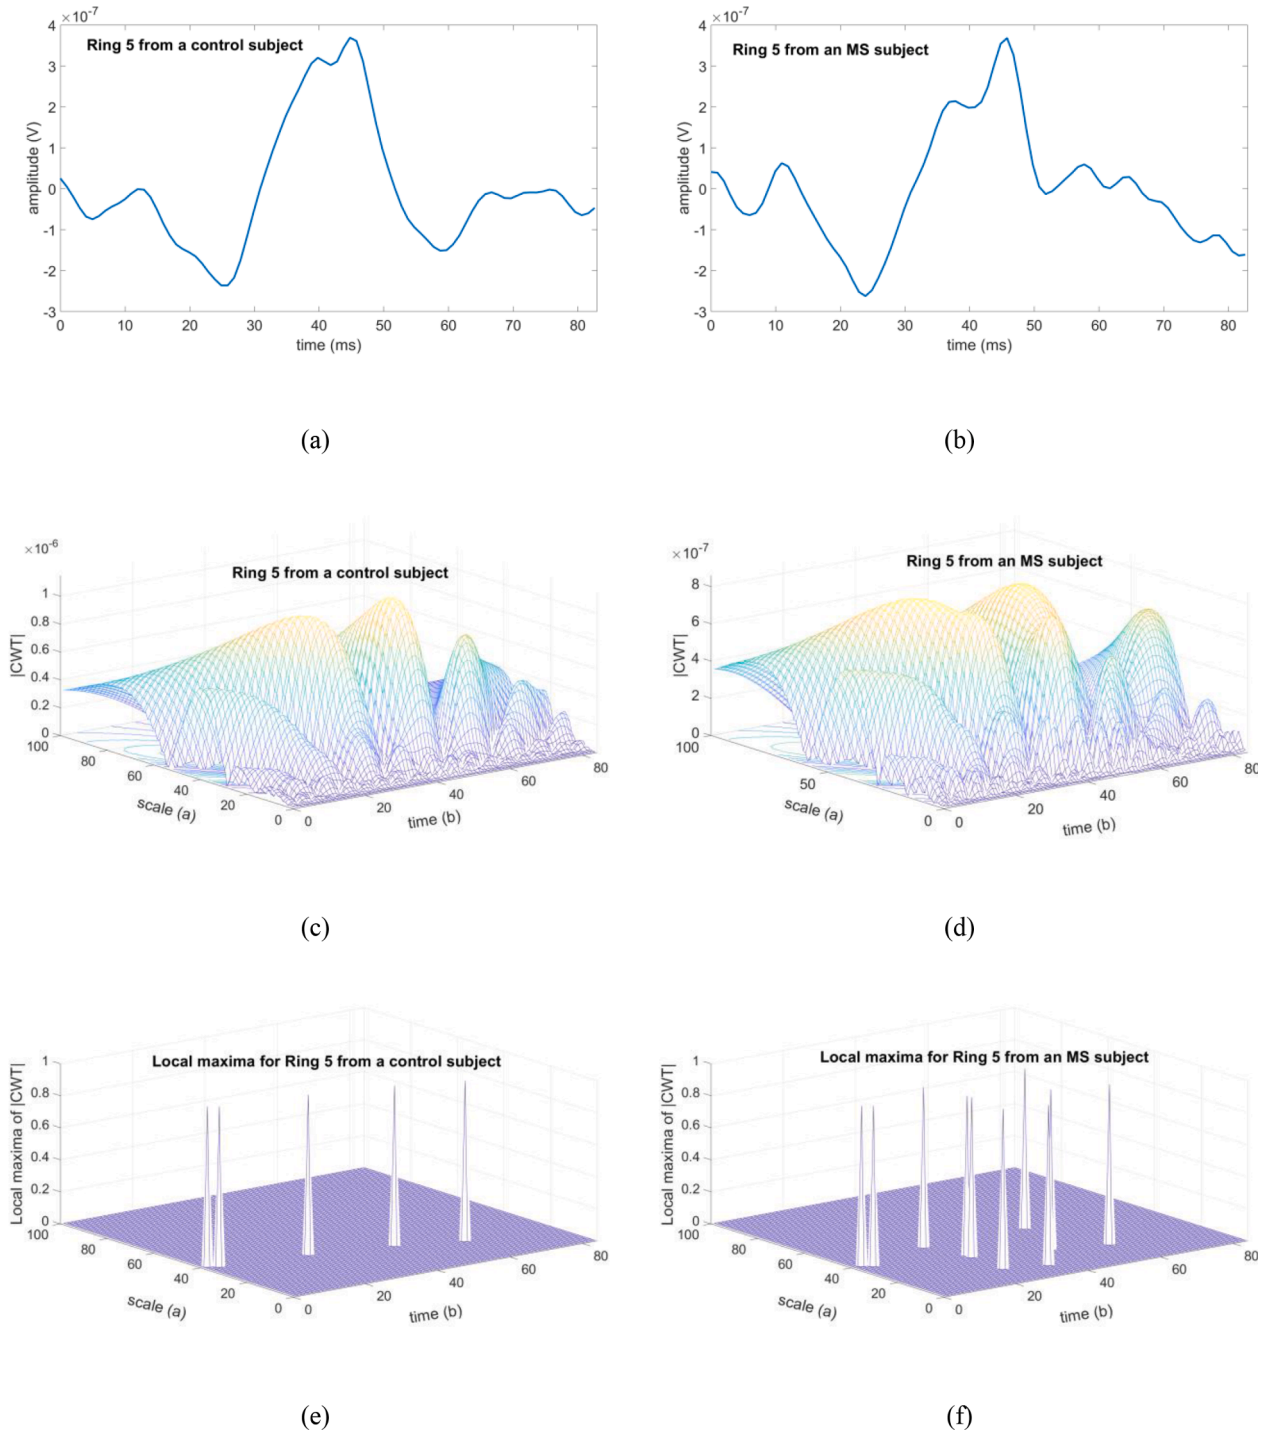 ×10-7
Ring 5 from a control subject
4
3
2
1
0
-1
-2
-3
amplitude (V)
0 10 20 30 40 50 60 70 80
time (ms)
(a)
×10-7
Ring 5 from an MS subject
4
3
2
1
0
-1
-2
-3
amplitude (V)
0 10 20 30 40 50 60 70 80
time (ms)
(b)
×10-6
Ring 5 from a control subject
1
0.8
0.6
0.4
0.2
0
|CWT|
100 80 60 40 20 0
scale (a)
0 20 40 60 80
time (b)
(c)
×10-7
Ring 5 from an MS subject
8
6
4
2
0
|CWT|
100 50 0
scale (a)
0 20 40 60 80
time (b)
(d)
Local maxima for Ring 5 from a control subject
1
0.8
0.6
0.4
0.2
0
Local maxima of |CWT|
100 80 60 40 20 0
scale (a)
0 20 40 60 80
time (b)
(e)
Local maxima for Ring 5 from an MS subject
1
0.8
0.6
0.4
0.2
0
Local maxima of |CWT|
100 80 60 40 20 0
scale (a)
0 20 40 60 80
time (b)
(f)